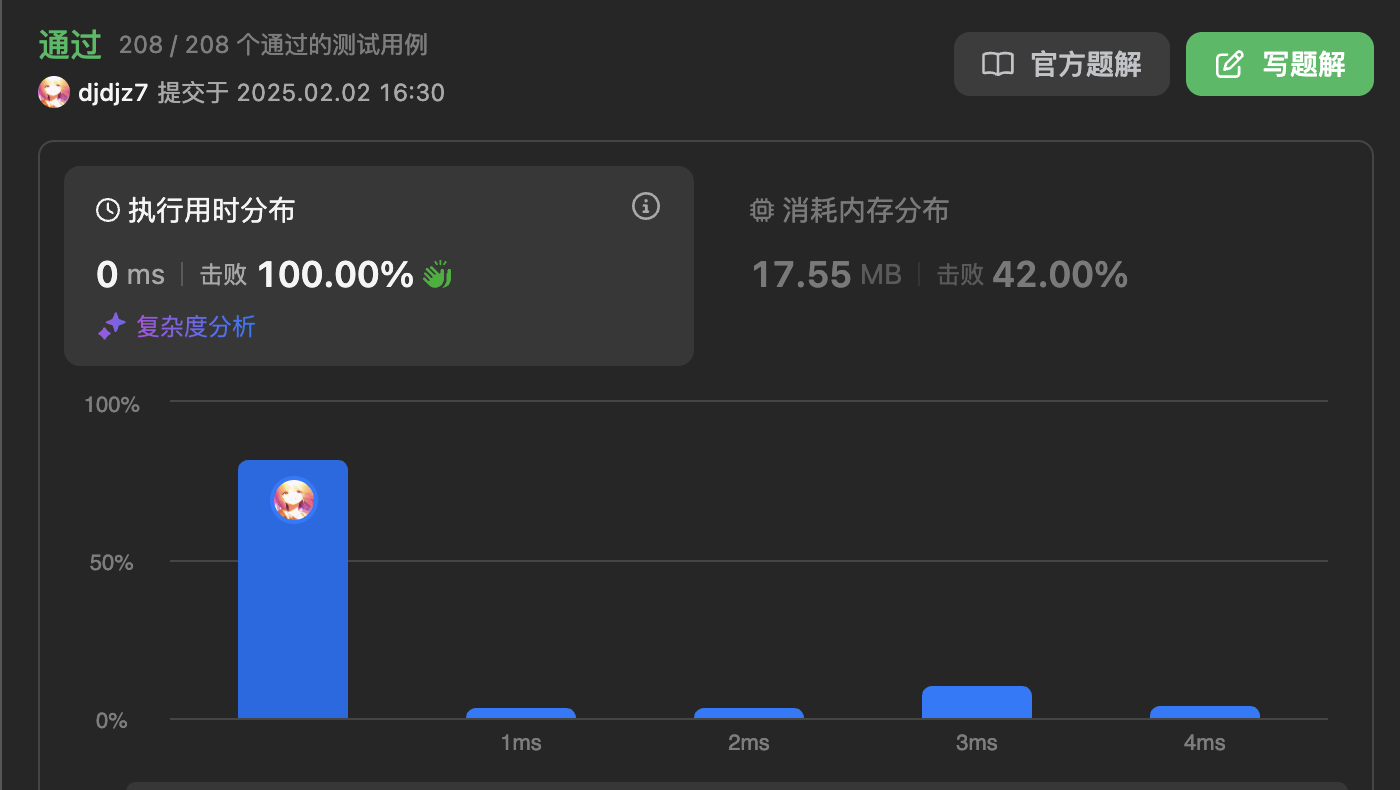 通过 208 / 208 个通过的测试用例
djdjz7 提交于 2025.02.02 16:30
官方题解
写题解
执行用时分布
0 ms 击败 100.00%
复杂度分析
消耗内存分布
17.55 MB 击败 42.00%
100%
50%
0%
1ms 2ms 3ms 4ms